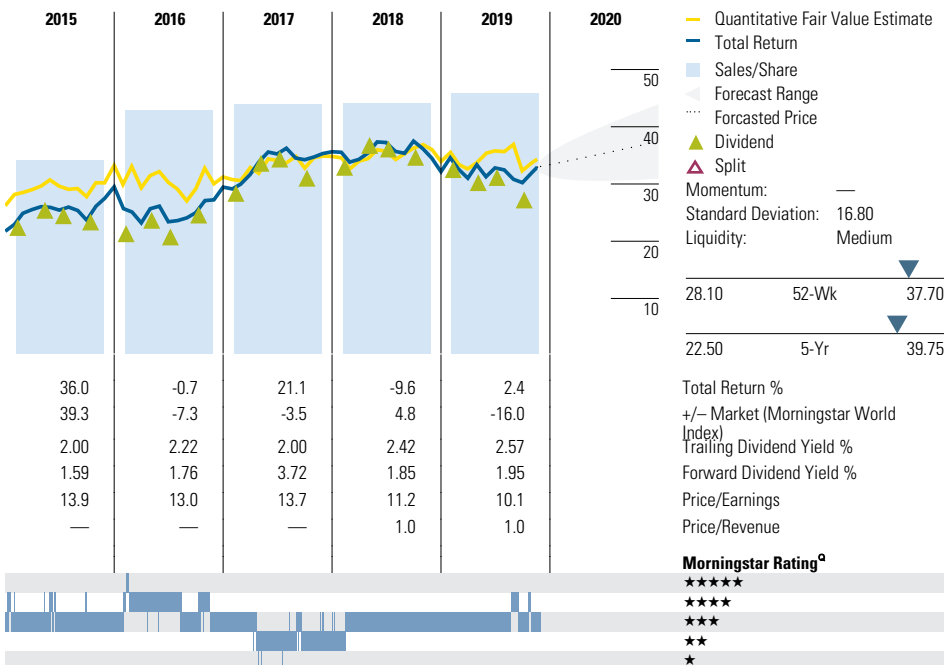 2015 2016 2017 2018 2019 2020
Quantitative Fair Value Estimate
Total Return
Sales/Share
Forecast Range
Forcasted Price
Dividend
Split
Momentum: —
Standard Deviation: 16.80
Liquidity: Medium
50
40
30
20
10
28.10 52-Wk 37.70
22.50 5-Yr 39.75
36.0 -0.7 21.1 -9.6 2.4 Total Return %
39.3 -7.3 -3.5 4.8 -16.0 +/– Market (Morningstar World
Index)
2.00 2.22 2.00 2.42 2.57 Trailing Dividend Yield %
1.59 1.76 3.72 1.85 1.95 Forward Dividend Yield %
13.9 13.0 13.7 11.2 10.1 Price/Earnings
— — — 1.0 1.0 Price/Revenue
Morningstar Rating^Q
★★★★★
★★★★
★★★
★★
★